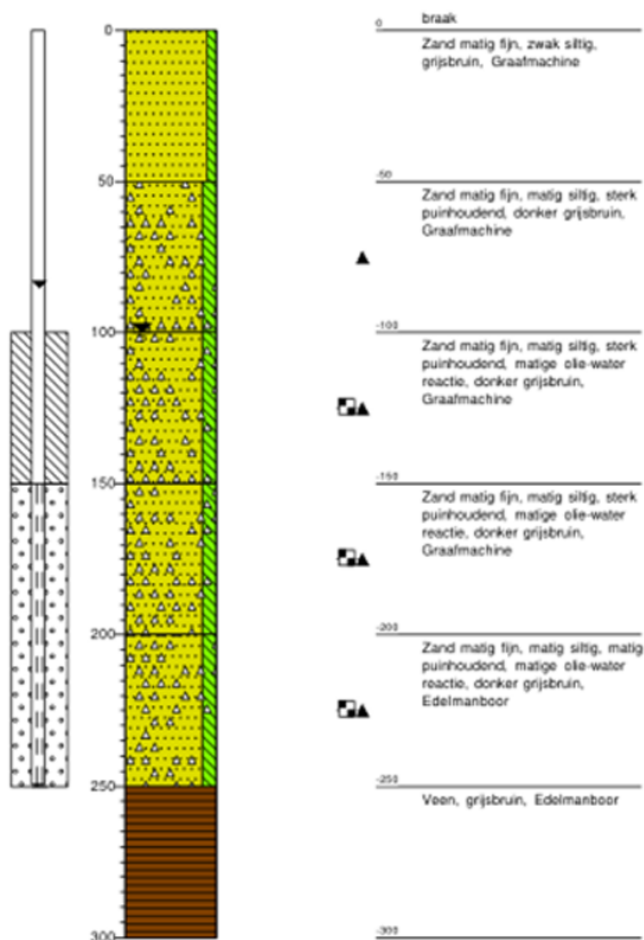 braak
0
0
Zand matig fijn, zwak siltig,
grijsbruin, Graafmachine
50
-50
Zand matig fijn, matig siltig, sterk
puinhoudend, donker grijsbruin,
Graafmachine
100
-100
Zand matig fijn, matig siltig, sterk
puinhoudend, matige olie-water
reactie, donker grijsbruin,
Graafmachine
150
-150
Zand matig fijn, matig siltig, sterk
puinhoudend, matige olie-water
reactie, donker grijsbruin,
Graafmachine
200
-200
Zand matig fijn, matig siltig, matig
puinhoudend, matige olie-water
reactie, donker grijsbruin,
Edelmanboor
250
-250
Veen, grijsbruin, Edelmanboor
300
-300